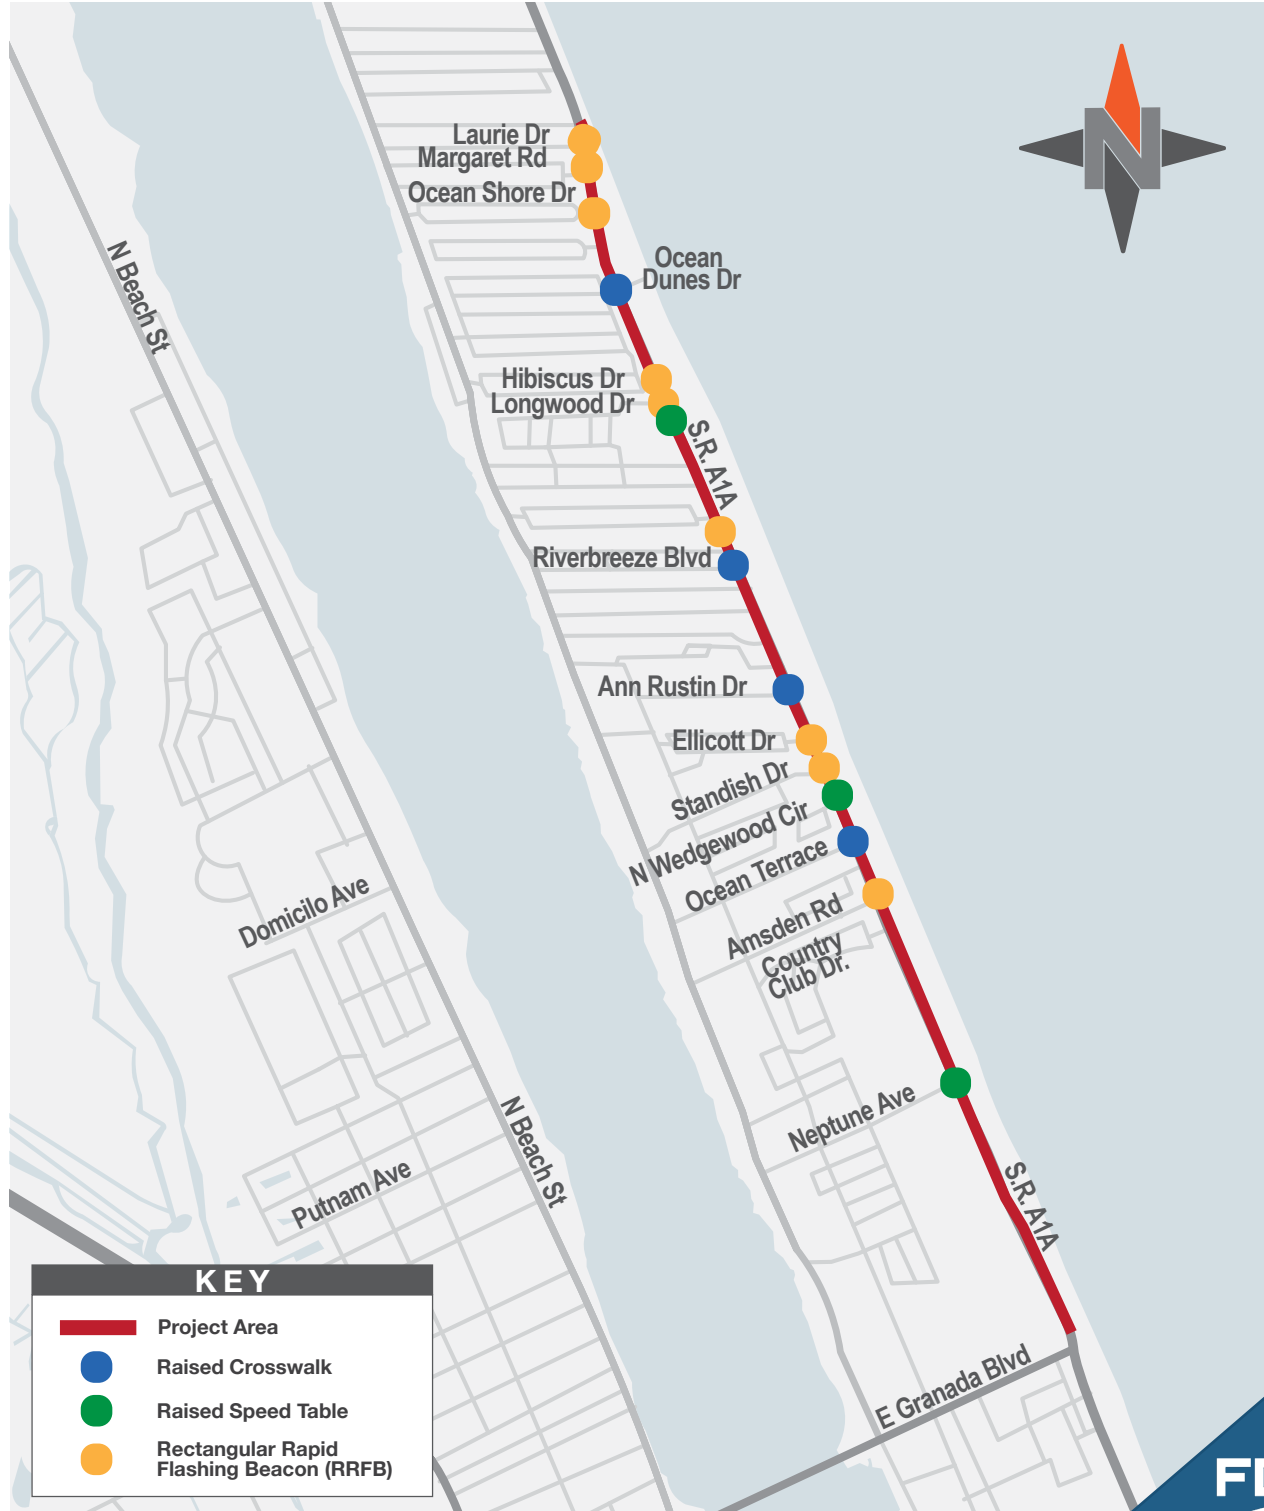 Laurie Dr
Margaret Rd
Ocean Shore Dr
N
Ocean
Dunes Dr
N Beach St
Hibiscus Dr
Longwood Dr
S.R. A1A
Riverbreeze Blvd
Ann Rustin Dr
Ellicott Dr
Standish Dr
N Wedgewood Cir
Ocean Terrace
Domicilo Ave
Amsden Rd
Country
Club Dr.
Neptune Ave
N Beach St
Putnam Ave
S.R. A1A
E Granada Blvd
KEY
Project Area
Raised Crosswalk
Raised Speed Table
Rectangular Rapid
Flashing Beacon (RRFB)